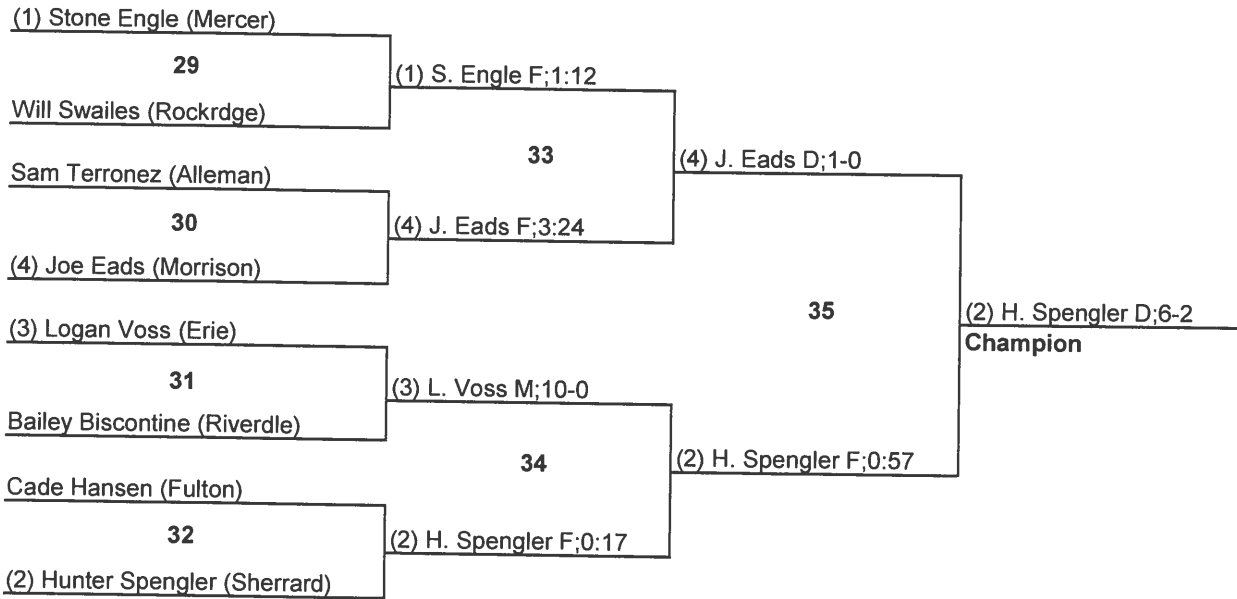 (1) Stone Engle (Mercer)
29
(1) S. Engle F;1:12
Will Swailes (Rockrdge)
33
(4) J. Eads D;1-0
Sam Terronez (Alleman)
30
(4) J. Eads F;3:24
(4) Joe Eads (Morrison)
35
(2) H. Spengler D;6-2
Champion
(3) Logan Voss (Erie)
31
(3) L. Voss M;10-0
Bailey Biscontine (Riverdle)
34
(2) H. Spengler F;0:57
Cade Hansen (Fulton)
32
(2) H. Spengler F;0:17
(2) Hunter Spengler (Sherrard)